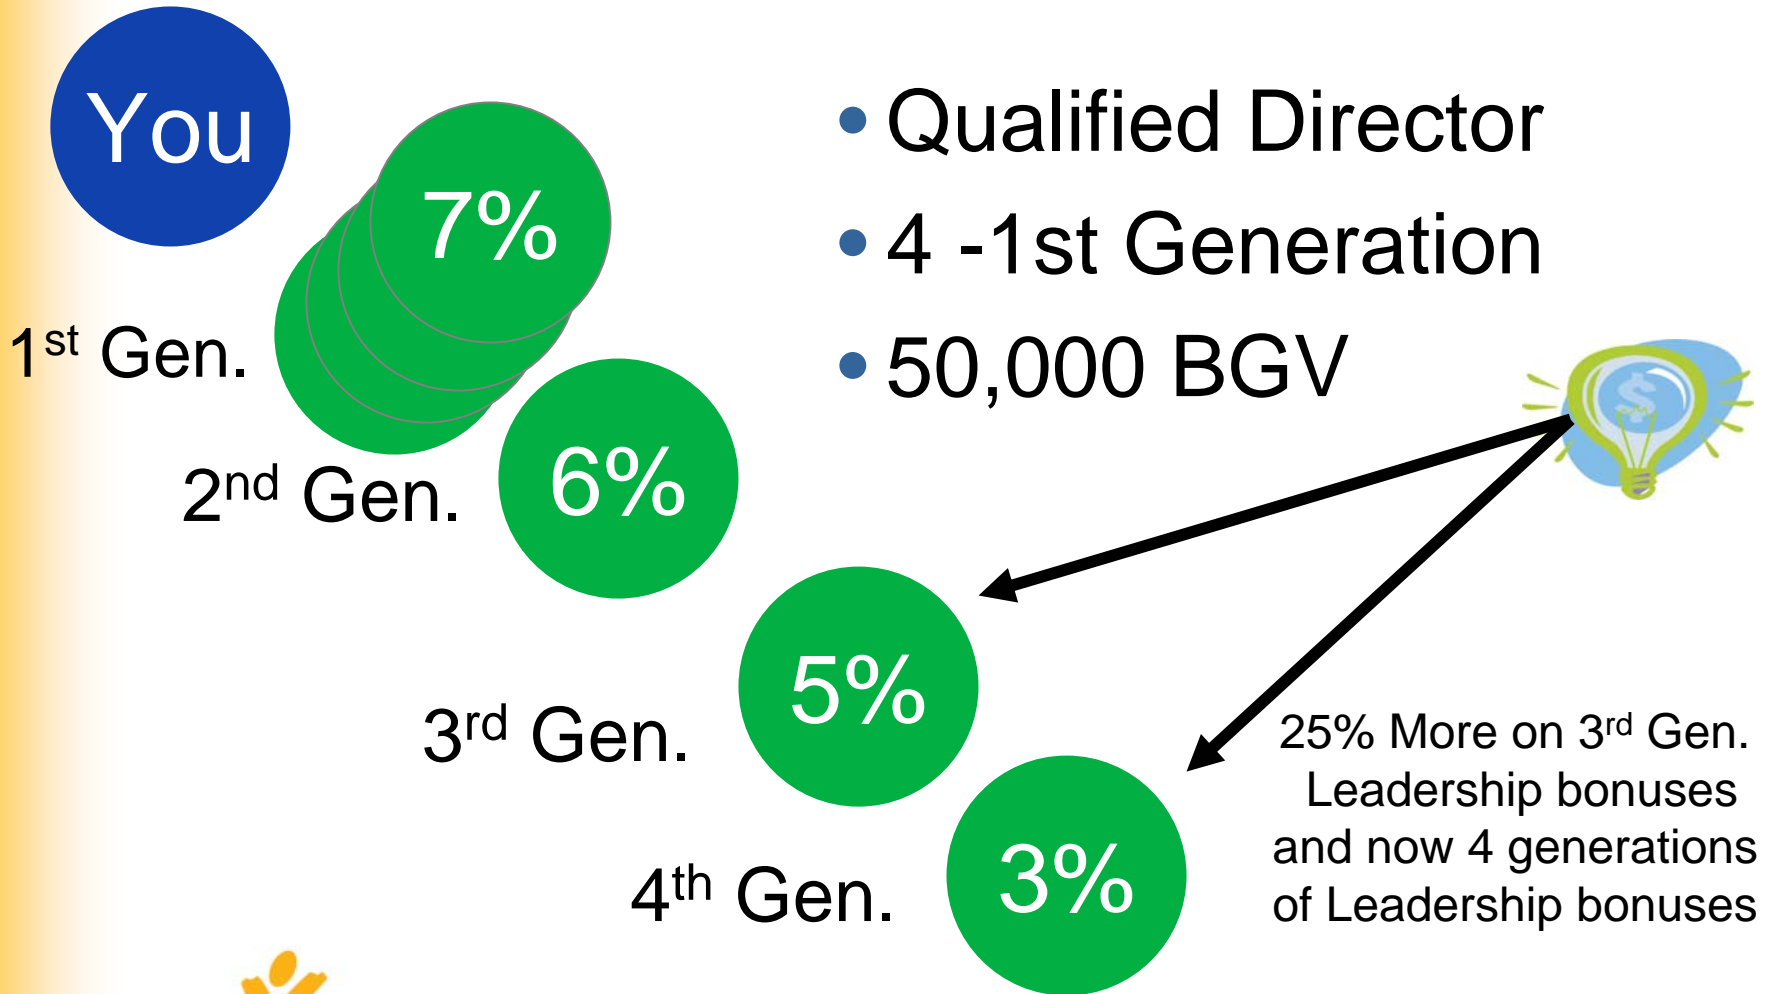 You
7%
• Qualified Director
• 4 -1st Generation
• 50,000 BGV
1st Gen.
2nd Gen.
6%
5%
3rd Gen.
25% More on 3rd Gen.
Leadership bonuses
and now 4 generations
of Leadership bonuses
4th Gen.
3%
$